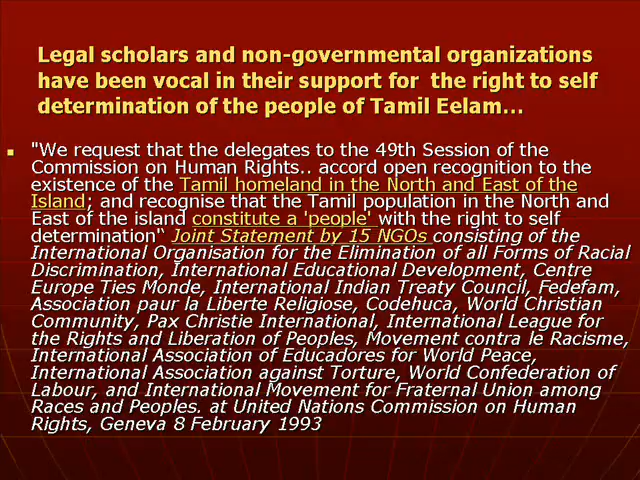 Legal scholars and non-governmental organizations
have been vocal in their support for the right to self
determination of the people of Tamil Eelam...
"We request that the delegates to the 49th Session of the
Commission on Human Rights.. accord open recognition to the
existence of the Tamil homeland in the North and East of the
Island; and recognise that the Tamil population in the North and
East of the island constitute a 'people' with the right to self
determination"‘ Joint Statement by 15 NGOs consisting of the
International Organisation for the Elimination of all Forms of Racial
Discrimination, International Educational Development, Centre
Europe Ties Monde, International Indian Treaty Council, Fedefam,
Association paur la Liberte Religiose, Codehuca, World Christian
Community, Pax Christie International, International League for
the Rights and Liberation of Peoples, Movement contra le Racisme,
International Association of Educadores for World Peace,
International Association against Torture, World Confederation of
Labour, and International Movement for Fraternal Union among
Races and Peoples. at United Nations Commission on Human
Rights, Geneva 8 February 1993